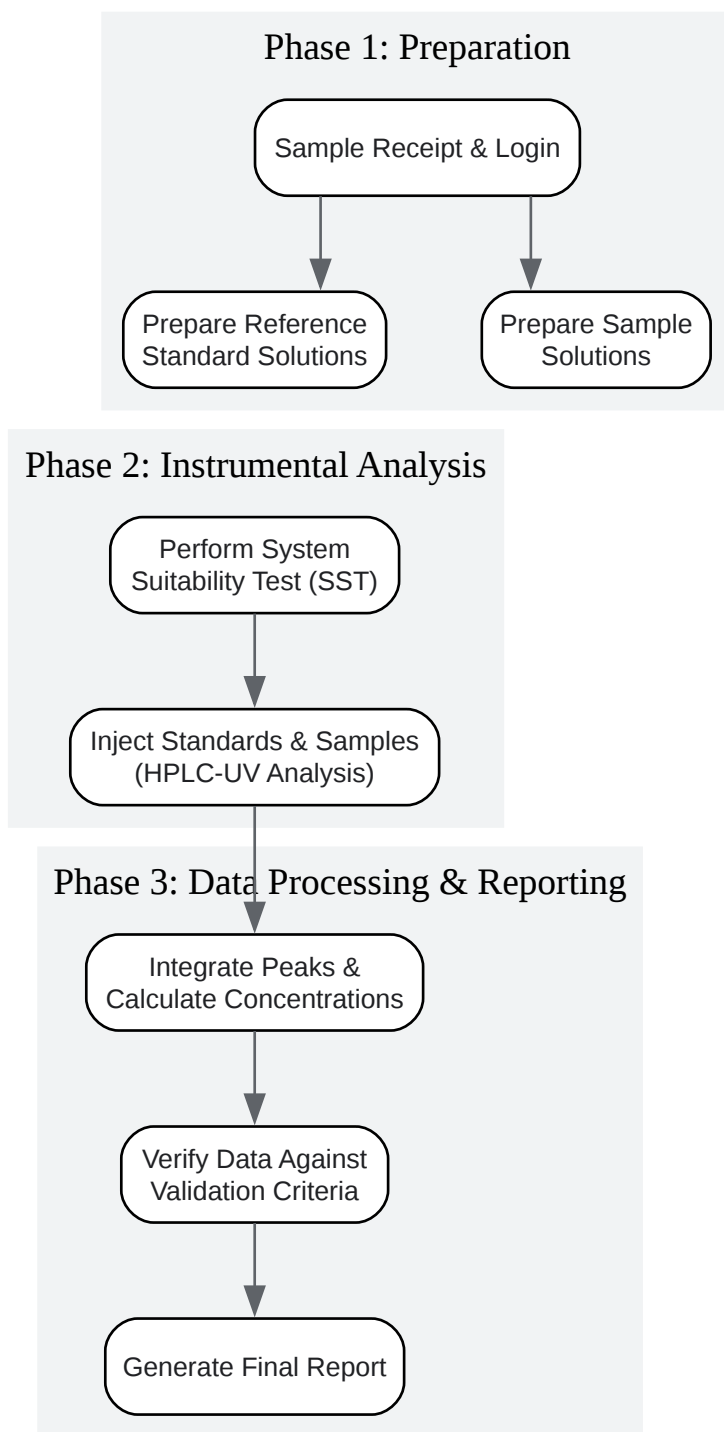 Phase 1: Preparation
Sample Receipt & Login
Prepare Reference
Standard Solutions
Prepare Sample
Solutions
Phase 2: Instrumental Analysis
Perform System
Suitability Test (SST)
Inject Standards & Samples
(HPLC-UV Analysis)
Phase 3: Data Processing & Reporting
Integrate Peaks &
Calculate Concentrations
Verify Data Against
Validation Criteria
Generate Final Report